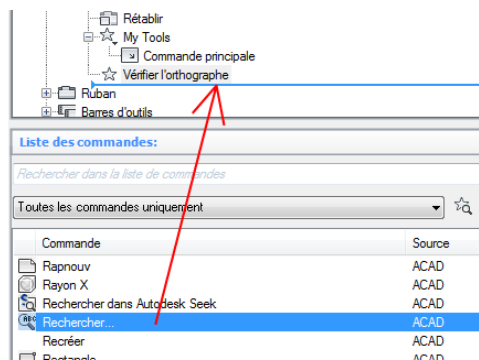 Rétablir
My Tools
Commande principale
Vérifier l'orthographe
Ruban
Barres d'outils
Liste des commandes:
Rechercher dans la liste de commandes
Toutes les commandes uniquement
Commande Source
Rapnouv ACAD
Rayon X ACAD
Rechercher dans Autodesk Seek ACAD
ABC Rechercher... ACAD
Recréer ACAD
Rectangle ACAD